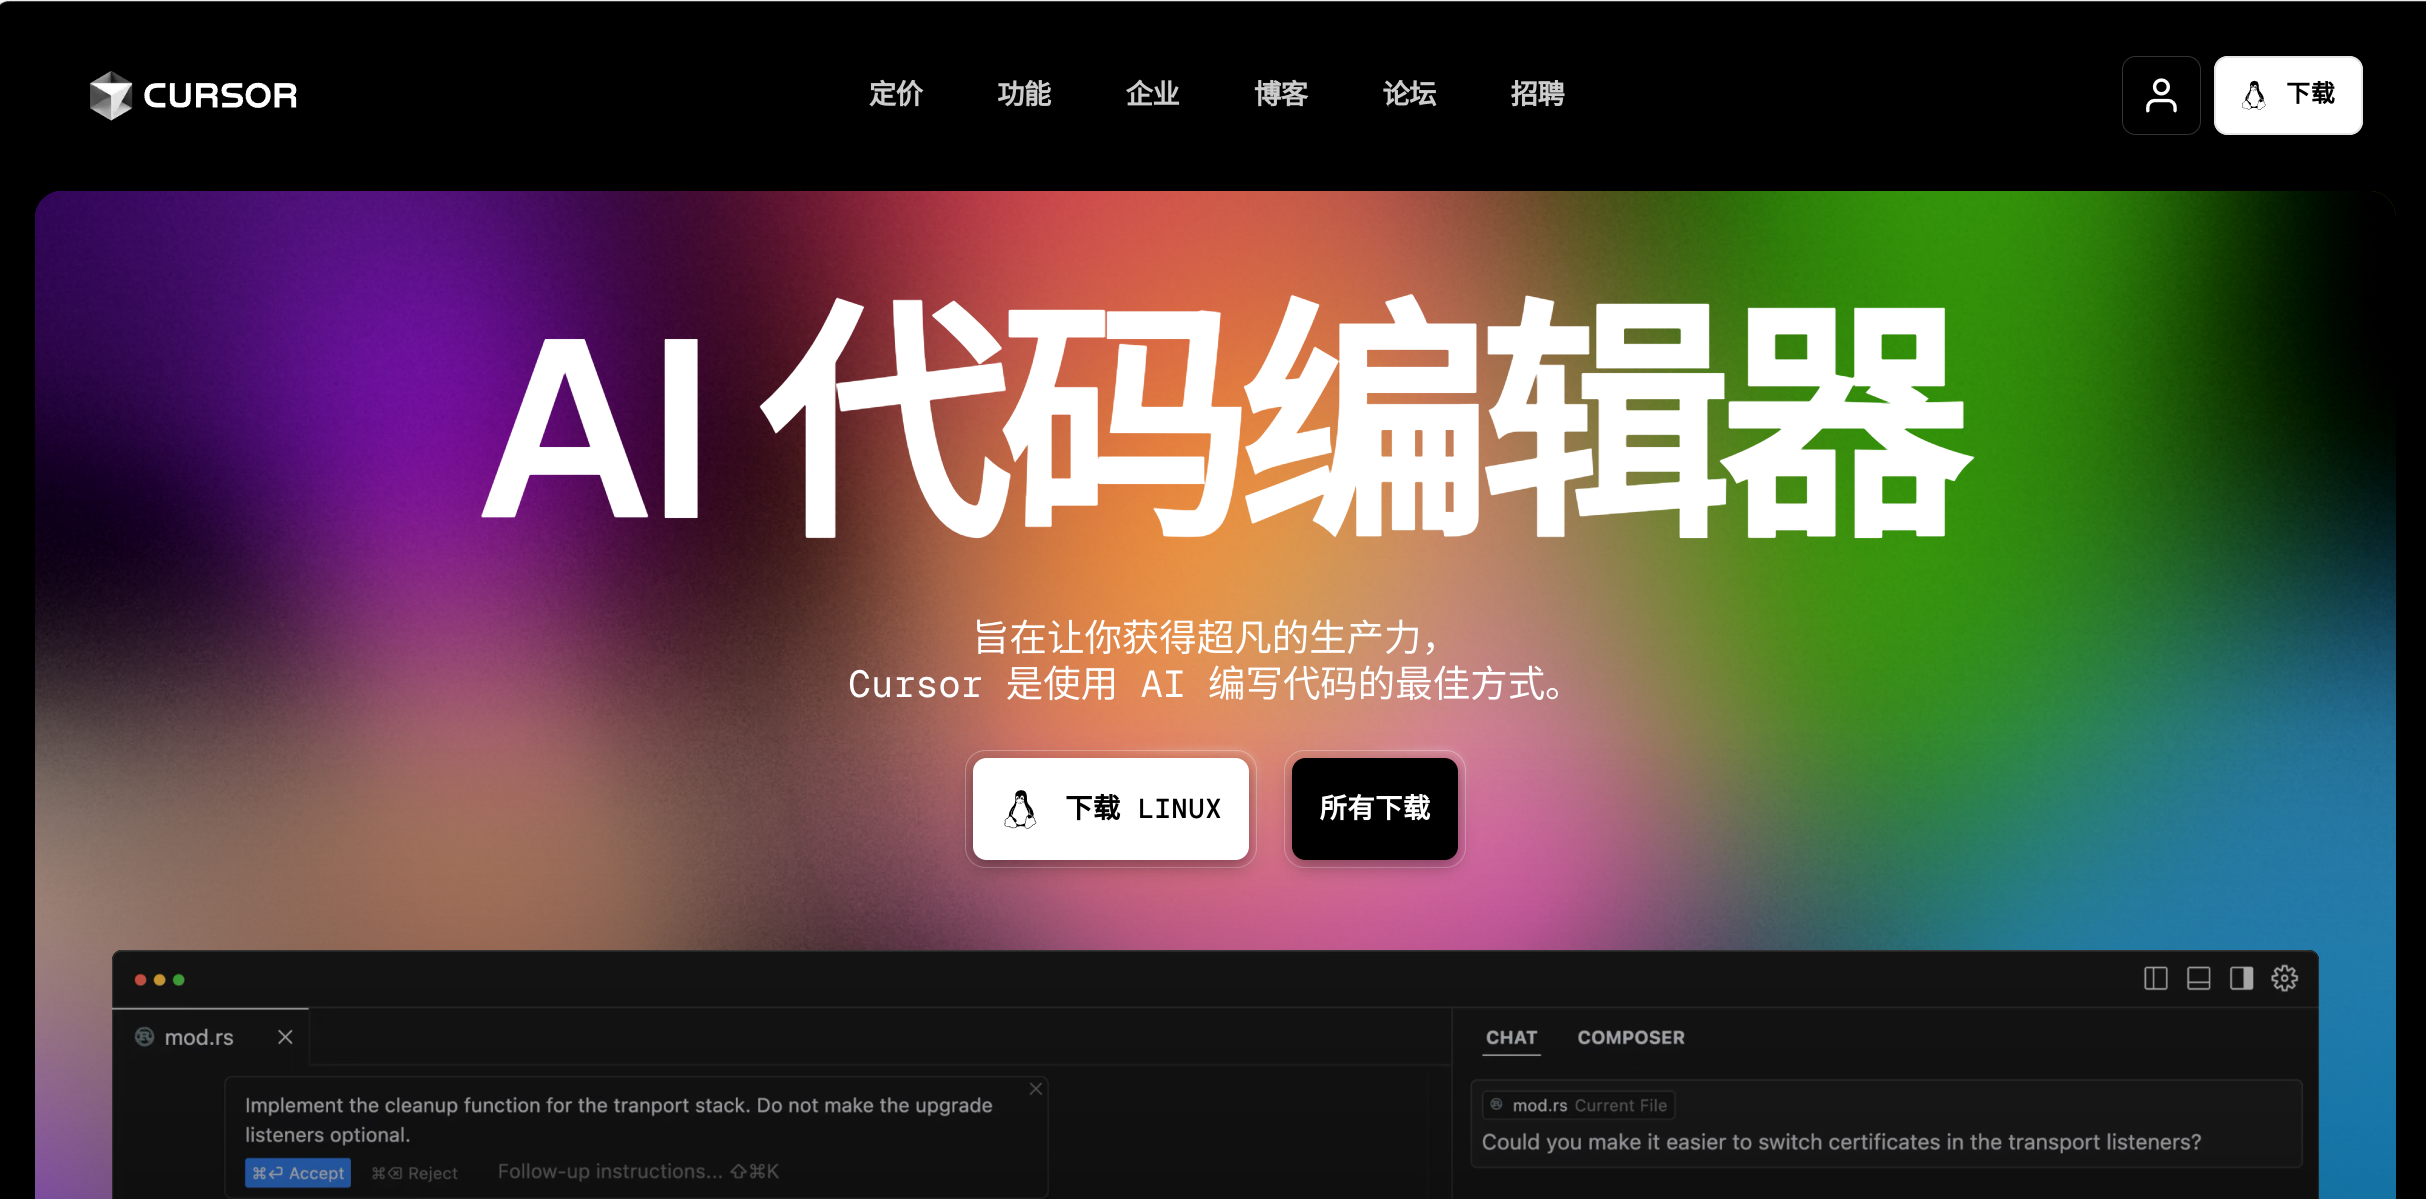 CURSOR
定价 功能 企业 博客 论坛 招聘
下载
AI 代码编辑器
旨在让你获得超凡的生产力，
Cursor 是使用 AI 编写代码的最佳方式。
下载 LINUX
所有下载
mod.rs
Implement the cleanup function for the tranport stack. Do not make the upgrade
listeners optional.
⌘⏎ Accept ⌘⌫ Reject Follow-up instructions... ⇧⌘K
CHAT COMPOSER
mod.rs Current File
Could you make it easier to switch certificates in the transport listeners?